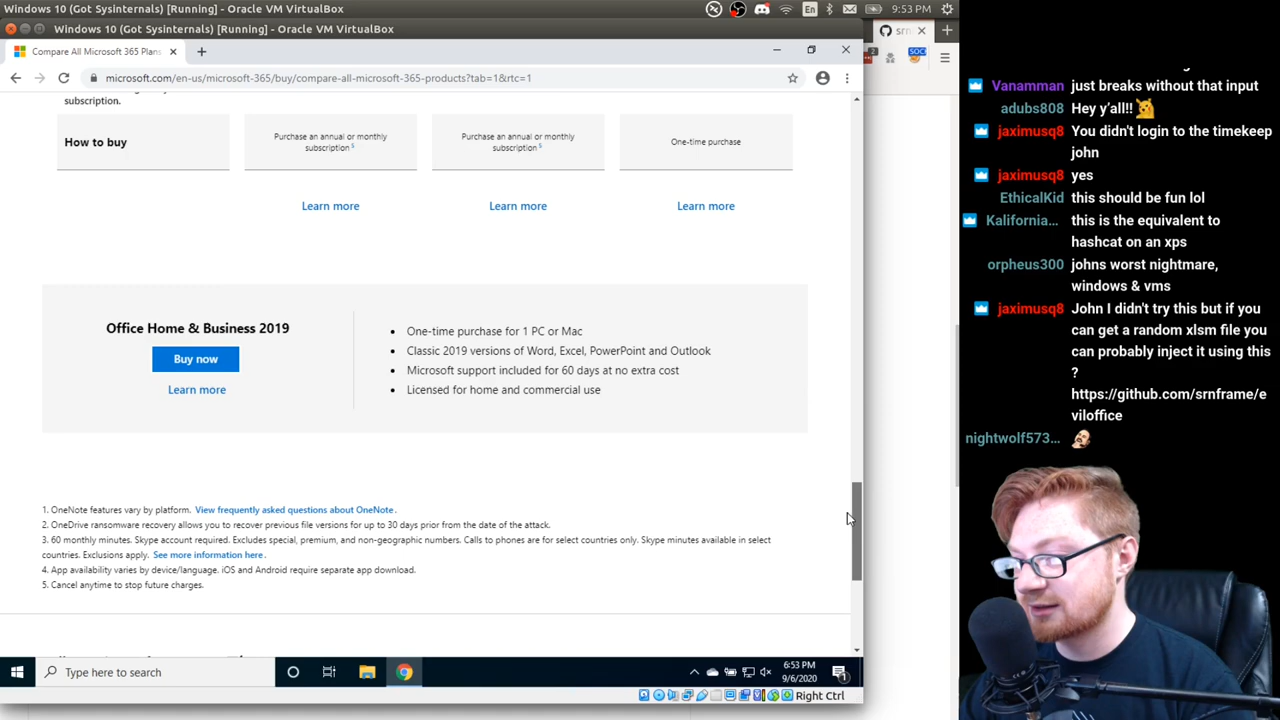 Windows 10 (Got Sysinternals) [Running] - Oracle VM VirtualBox
En
9:53 PM
Windows 10 (Got Sysinternals) [Running] - Oracle VM VirtualBox
Compare All Microsoft 365 Plans
srn
microsoft.com/en-us/microsoft-365/buy/compare-all-microsoft-365-products?tab=1&rtc=1
2
SOCI
subscription.
How to buy
Purchase an annual or monthly
subscription 5
Purchase an annual or monthly
subscription 5
One-time purchase
Learn more
Learn more
Learn more
Office Home & Business 2019
Buy now
Learn more
• One-time purchase for 1 PC or Mac
• Classic 2019 versions of Word, Excel, PowerPoint and Outlook
• Microsoft support included for 60 days at no extra cost
• Licensed for home and commercial use
1. OneNote features vary by platform. View frequently asked questions about OneNote.
2. OneDrive ransomware recovery allows you to recover previous file versions for up to 30 days prior from the date of the attack.
3. 60 monthly minutes. Skype account required. Excludes special, premium, and non-geographic numbers. Calls to phones are for select countries only. Skype minutes available in select
countries. Exclusions apply. See more information here.
4. App availability varies by device/language. iOS and Android require separate app download.
5. Cancel anytime to stop future charges.
Type here to search
6:53 PM
9/6/2020
1
Right Ctrl
Vanamman just breaks without that input
adubs808 Hey y'all!!
jaximusq8 You didn't login to the timekeep
john
jaximusq8 yes
EthicalKid this should be fun lol
Kalifornia… this is the equivalent to
hashcat on an xps
orpheus300 johns worst nightmare,
windows & vms
jaximusq8 John I didn't try this but if you
can get a random xlsm file you
can probably inject it using this
?
https://github.com/srnframe/e
viloffice
nightwolf573…